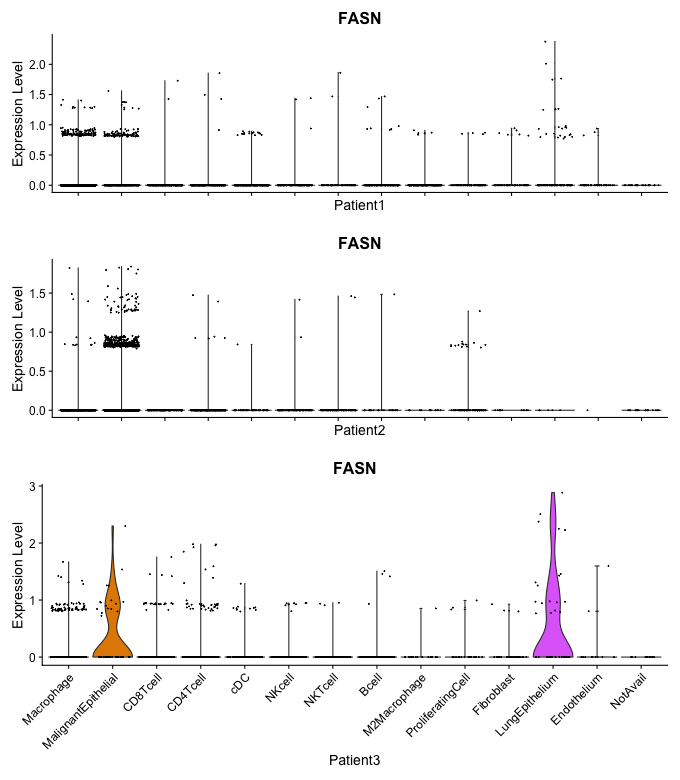 FASN
Expression Level
2.0
1.5
1.0
0.5
0.0
Patient1
FASN
Expression Level
1.5
1.0
0.5
0.0
Patient2
FASN
Expression Level
3
2
1
0
Macrophage
MalignantEpithelial
CD8Tcell
CD4Tcell
cDC
NKcell
NKTcell
Bcell
M2Macrophage
ProliferatingCell
Fibroblast
LungEpithelium
Endothelium
NotAvail
Patient3